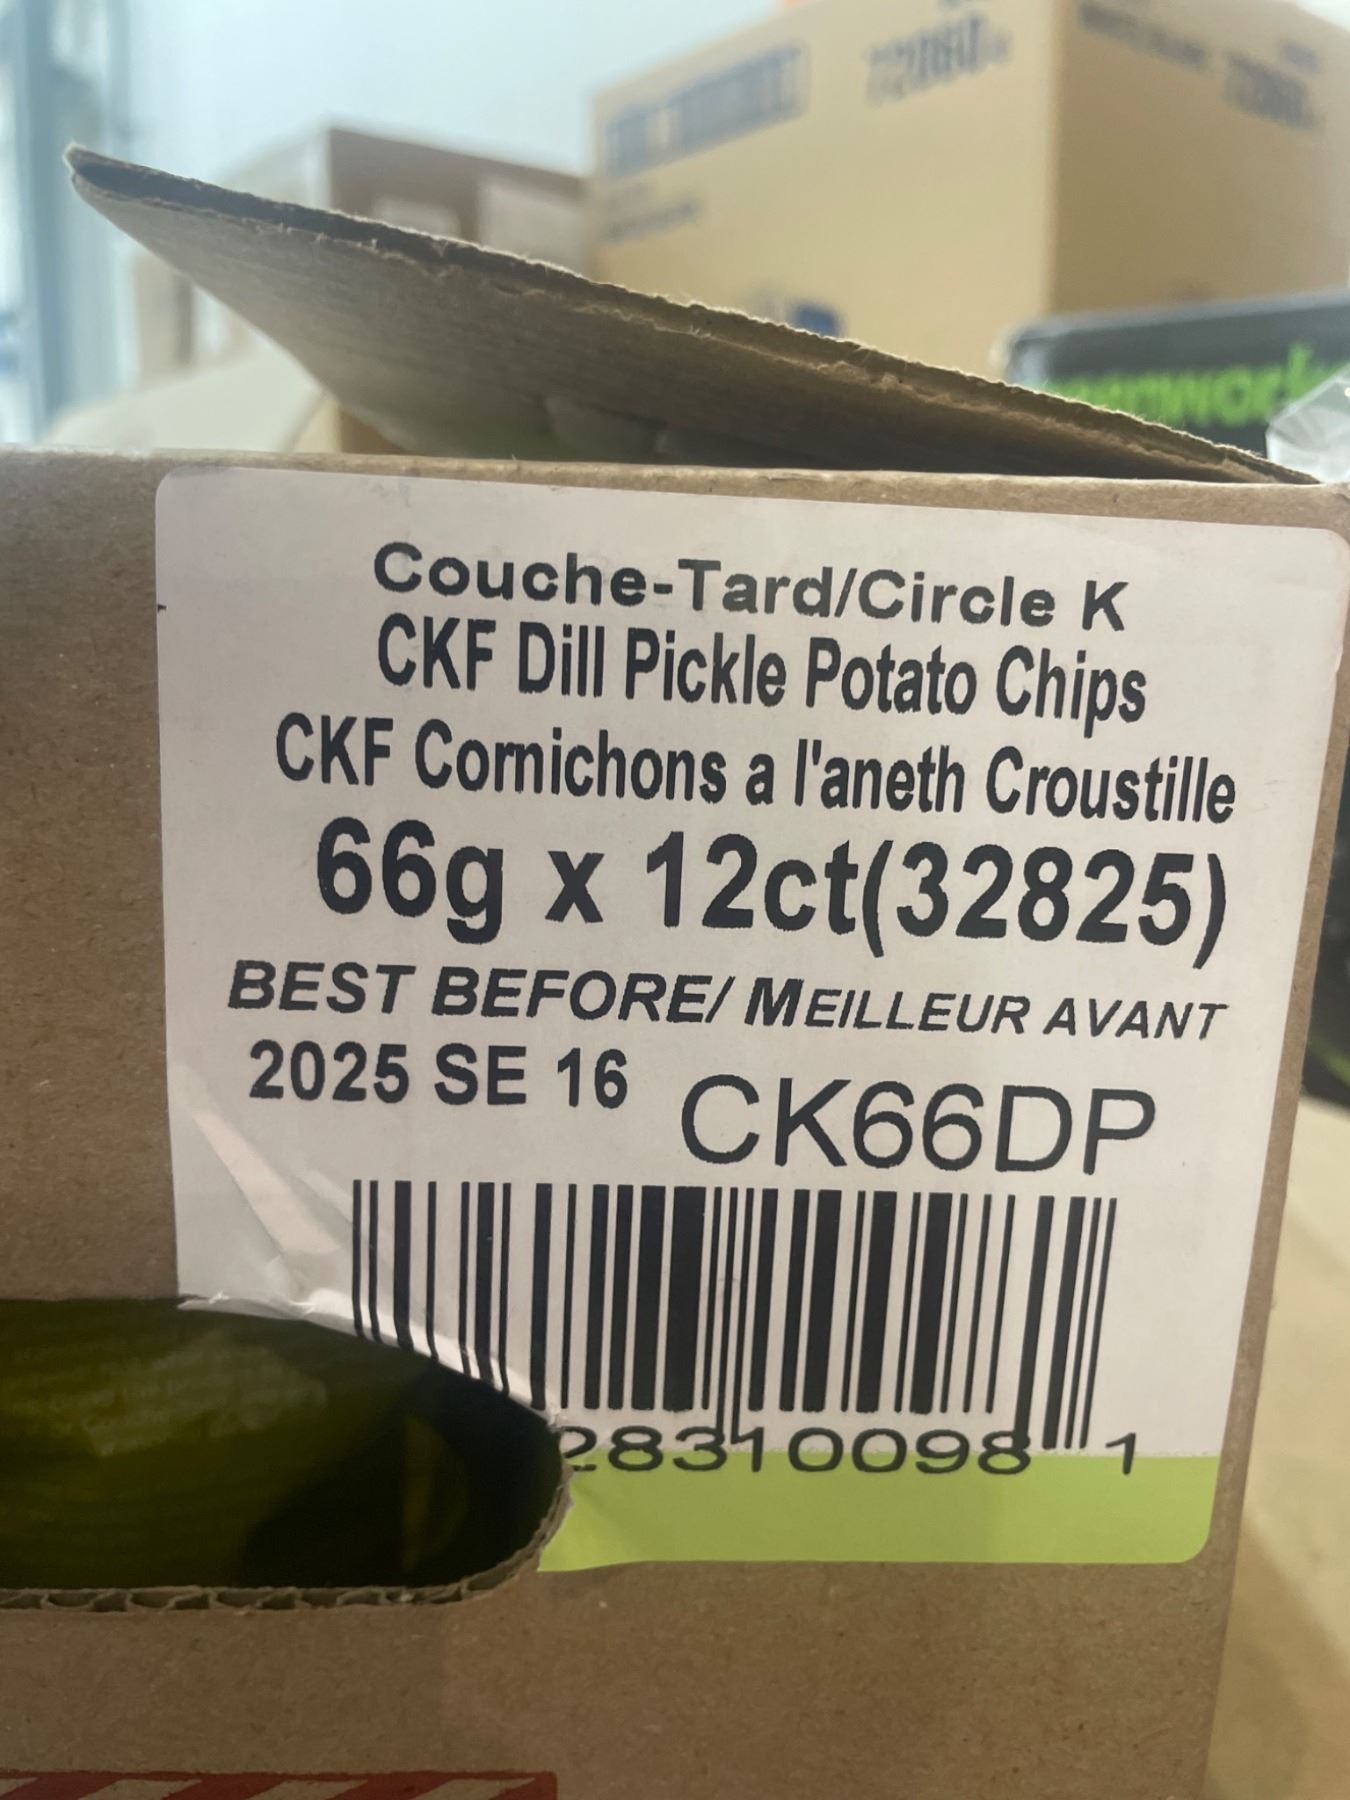 Couche-Tard/Circle K
CKF Dill Pickle Potato Chips
CKF Cornichons a l'aneth Croustille
66g x 12ct(32825)
BEST BEFORE/ MEILLEUR AVANT
2025 SE 16
CK66DP
28310098 1